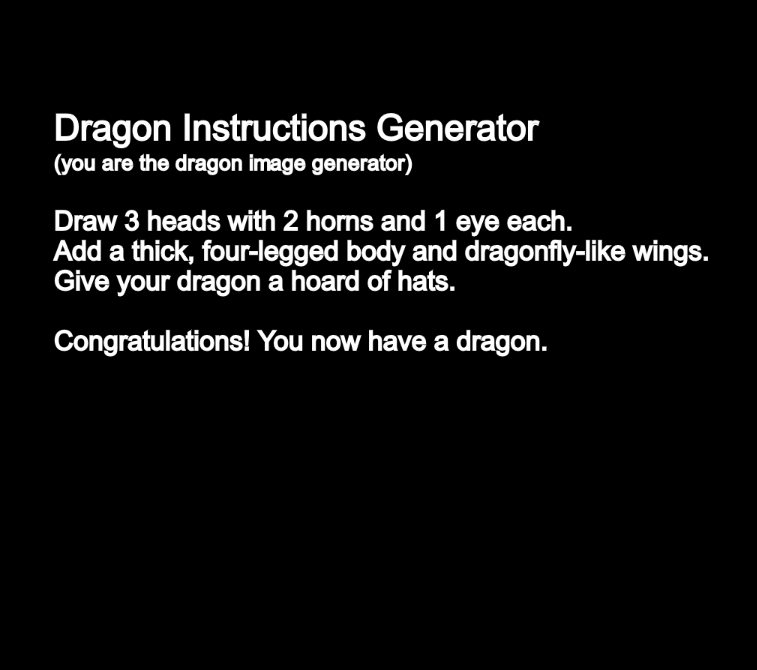 Dragon Instructions Generator
(you are the dragon image generator)
Draw 3 heads with 2 horns and 1 eye each.
Add a thick, four-legged body and dragonfly-like wings.
Give your dragon a hoard of hats.
Congratulations! You now have a dragon.